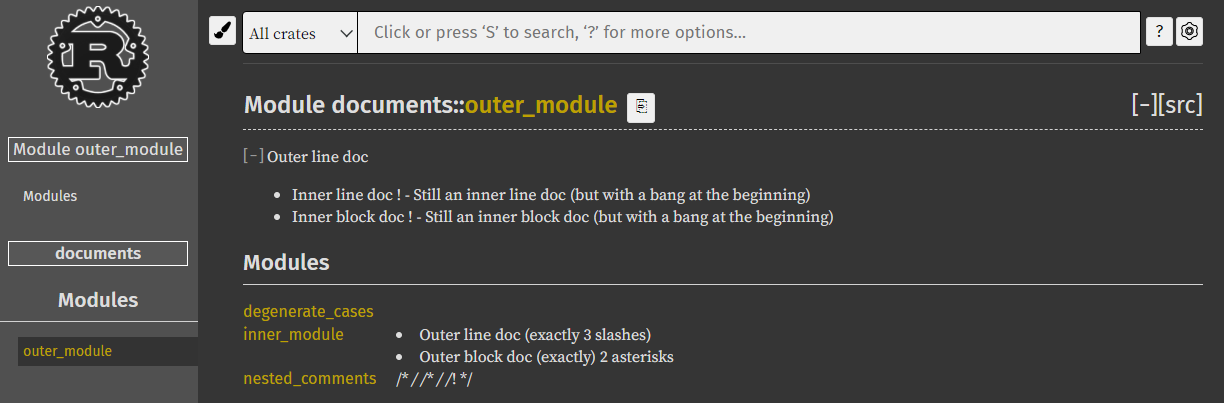 R
All crates
Click or press ‘S’ to search, ‘?’ for more options…
?
Module outer_module
Modules
documents
Modules
outer_module
Module documents::outer_module
[-][src]
[-] Outer line doc
• Inner line doc ! - Still an inner line doc (but with a bang at the beginning)
• Inner block doc ! - Still an inner block doc (but with a bang at the beginning)
Modules
degenerate_cases
inner_module • Outer line doc (exactly 3 slashes)
• Outer block doc (exactly) 2 asterisks
nested_comments /* //* //! */